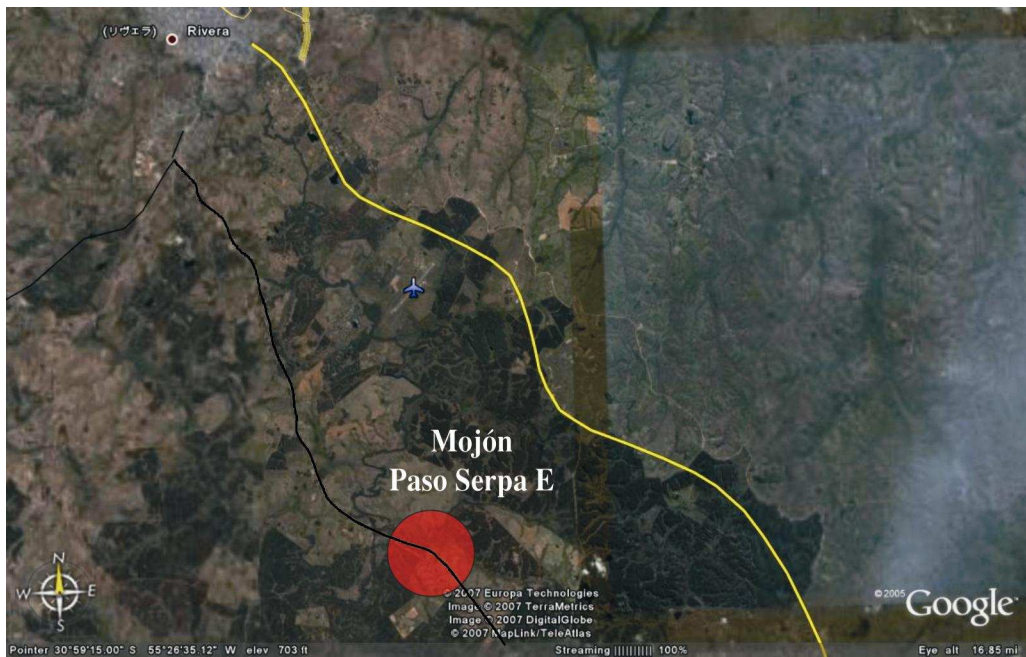 (リヴェラ) Rivera
Mojón
Paso Serpa E
N
W E
S
© 2007 Europa Technologies
Image © 2007 TerraMetrics
Image © 2007 DigitalGlobe
© 2007 MapLink/TeleAtlas
©2005 Google™
Pointer 30°59'15.00" S 55°26'35.12" W elev 703 ft Streaming |||||||||| 100% Eye alt 16.85 mi